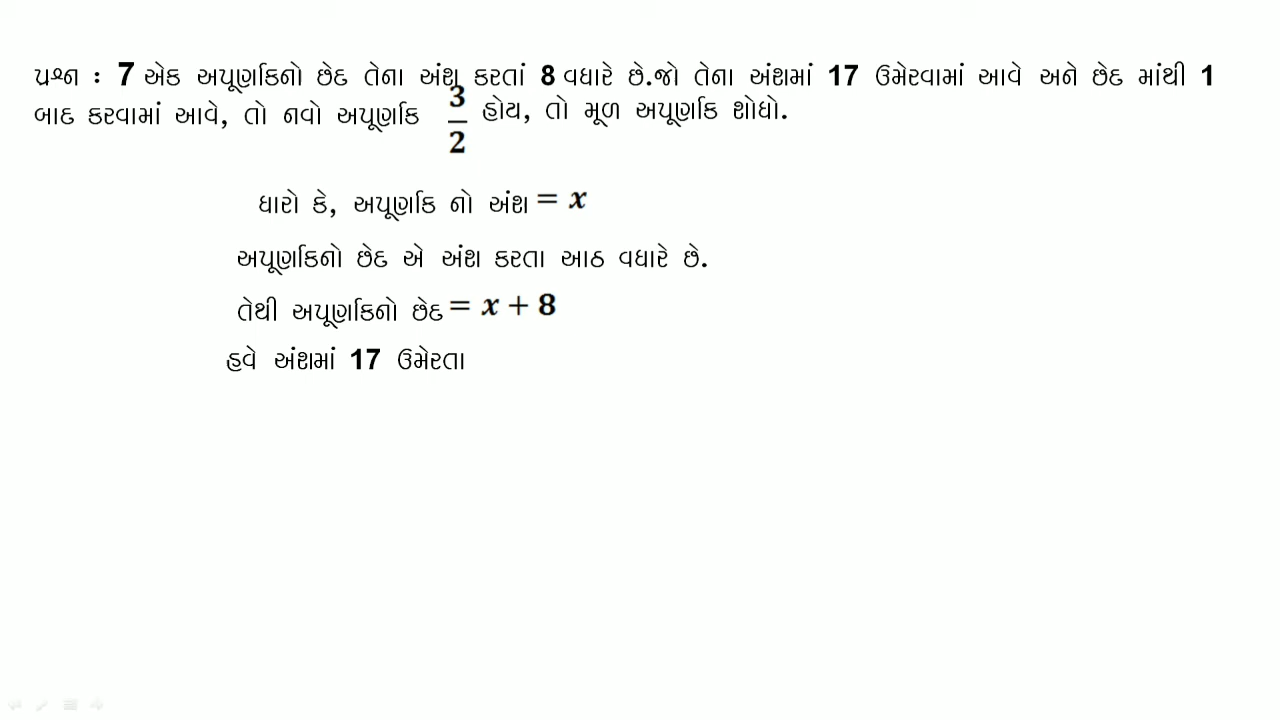 પ્રશ્ન : 7 એક અપૂર્ણાંકનો છેદ તેના અંશ કરતાં 8 વધારે છે.જો તેના અંશમાં 17 ઉમેરવામાં આવે અને છેદ માંથી 1
બાદ કરવામાં આવે, તો નવો અપૂર્ણાંક 3/2 હોય, તો મૂળ અપૂર્ણાંક શોધો.
ધારો કે, અપૂર્ણાંક નો અંશ = x
અપૂર્ણાંકનો છેદ એ અંશ કરતા આઠ વધારે છે.
તેથી અપૂર્ણાંકનો છેદ = x + 8
હવે અંશમાં 17 ઉમેરતા